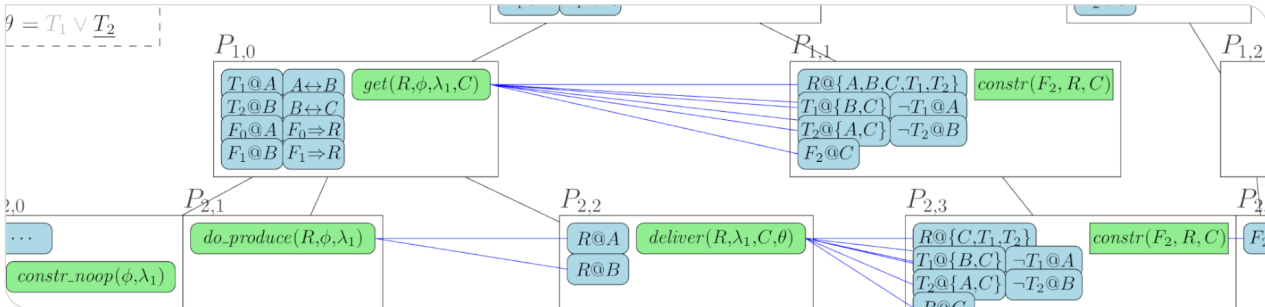 θ = T₁ ∨ T₂
P₁,₀
T₁@A A↔B get(R,ϕ,λ₁,C)
T₂@B B↔C
F₀@A F₀⇒R
F₁@B F₁⇒R
P₁,₁
R@{A,B,C,T₁,T₂} constr(F₂, R, C)
T₁@{B,C} ¬T₁@A
T₂@{A,C} ¬T₂@B
F₂@C
P₁,₂
2,0
⋯
constr_noop(ϕ,λ₁)
P₂,₁
do_produce(R,ϕ,λ₁)
P₂,₂
R@A deliver(R,λ₁,C,θ)
R@B
P₂,₃
R@{C,T₁,T₂} constr(F₂, R, C)
T₁@{B,C} ¬T₁@A
T₂@{A,C} ¬T₂@B